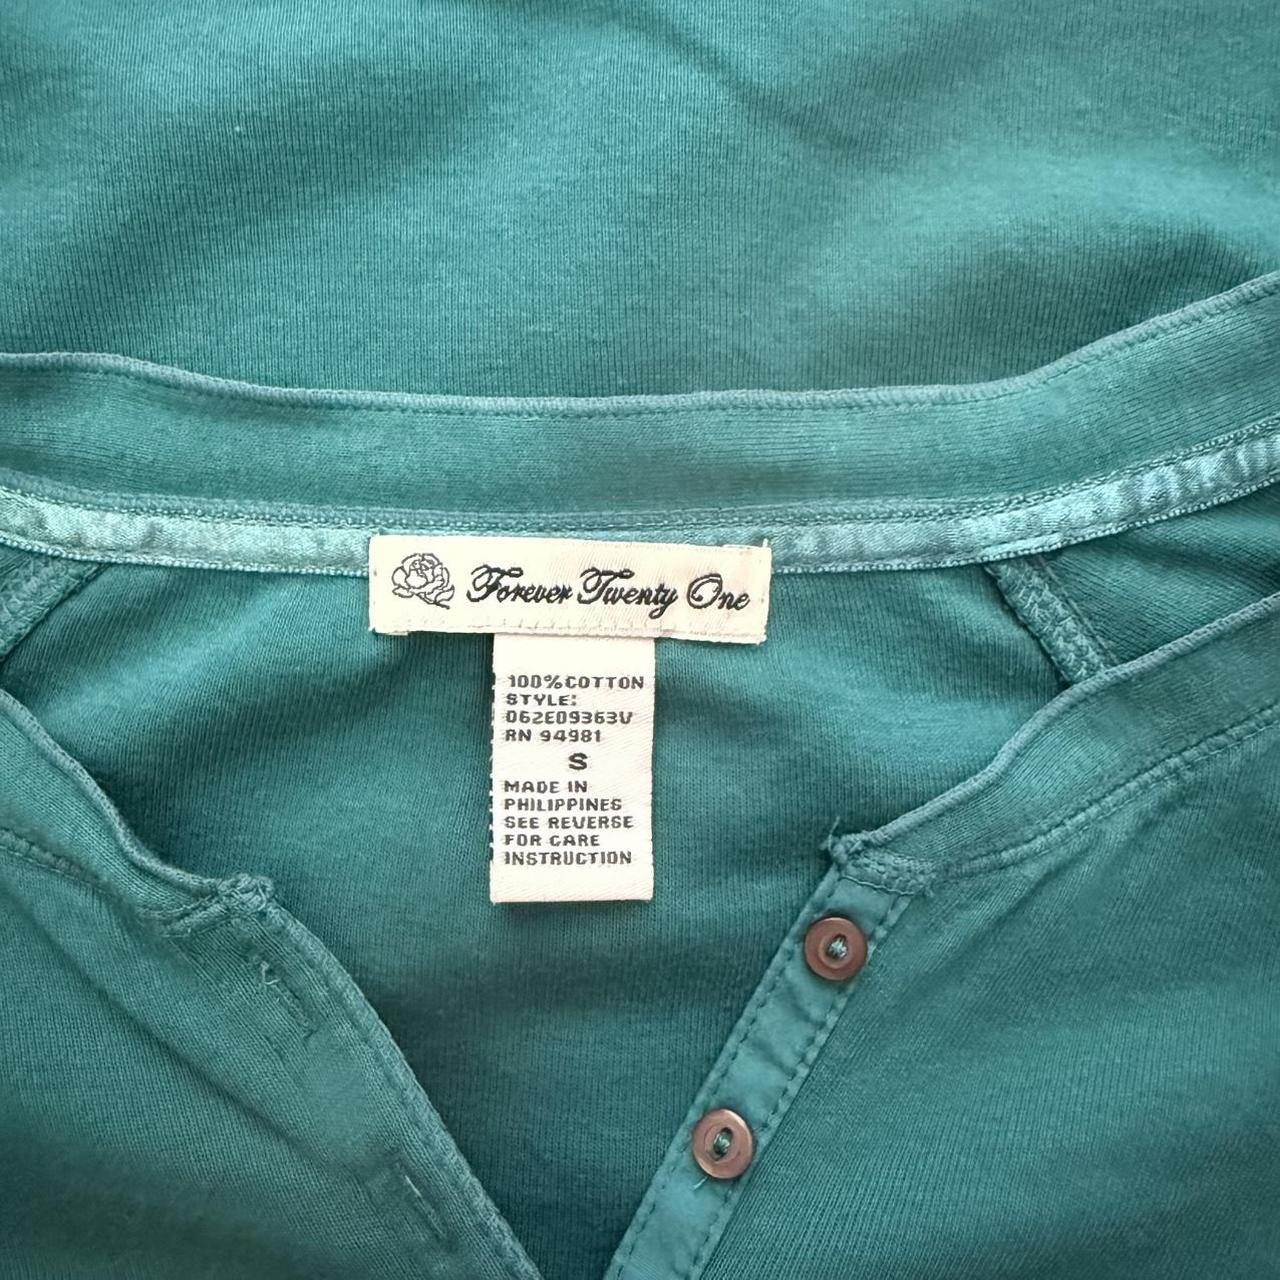 Forever Twenty One
100% COTTON
STYLE:
062E09363V
RN 94981
S
MADE IN
PHILIPPINES
SEE REVERSE
FOR CARE
INSTRUCTION